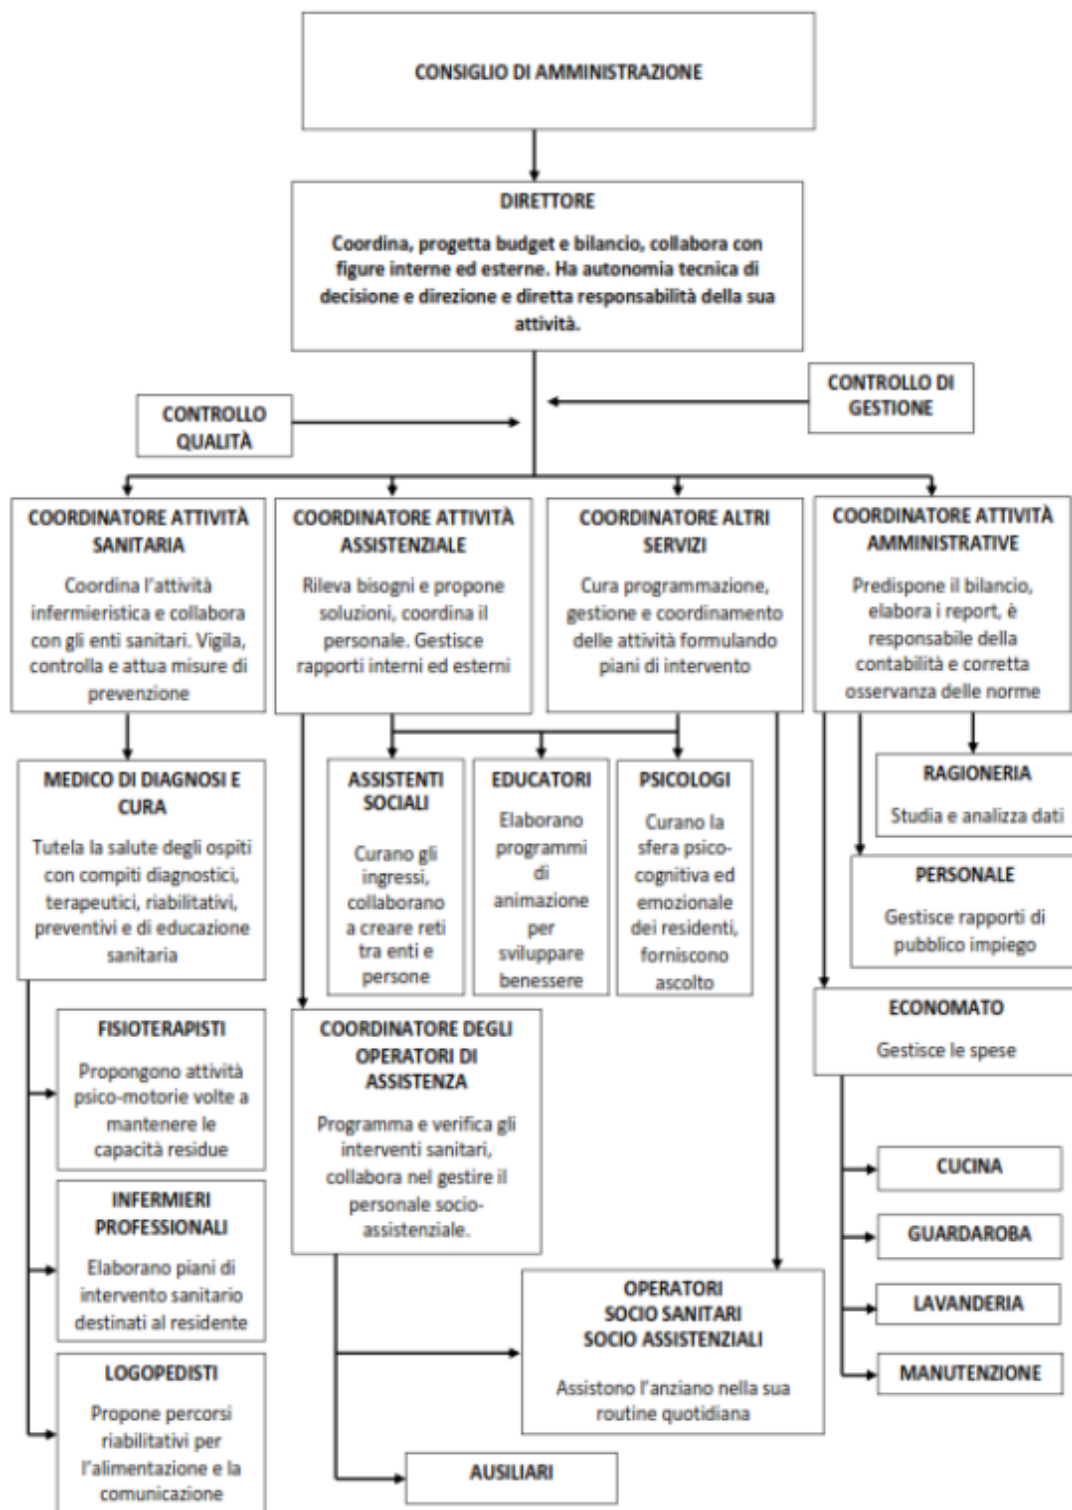 CONSIGLIO DI AMMINISTRAZIONE
DIRETTORE
Coordina, progetta budget e bilancio, collabora con
figure interne ed esterne. Ha autonomia tecnica di
decisione e direzione e diretta responsabilità della sua
attività.
CONTROLLO
QUALITÀ
CONTROLLO DI
GESTIONE
COORDINATORE ATTIVITÀ
SANITARIA
Coordina l'attività
infermieristica e collabora
con gli enti sanitari. Vigila,
controlla e attua misure di
prevenzione
COORDINATORE ATTIVITÀ
ASSISTENZIALE
Rileva bisogni e propone
soluzioni, coordina il
personale. Gestisce
rapporti interni ed esterni
COORDINATORE ALTRI
SERVIZI
Cura programmazione,
gestione e coordinamento
delle attività formulando
piani di intervento
COORDINATORE ATTIVITÀ
AMMINISTRATIVE
Predispone il bilancio,
elabora i report, è
responsabile della
contabilità e corretta
osservanza delle norme
MEDICO DI DIAGNOSI E
CURA
Tutela la salute degli ospiti
con compiti diagnostici,
terapeutici, riabilitativi,
preventivi e di educazione
sanitaria
ASSISTENTI
SOCIALI
Curano gli
ingressi,
collaborano
a creare reti
tra enti e
persone
EDUCATORI
Elaborano
programmi
di
animazione
per
sviluppare
benessere
PSICOLOGI
Curano la
sfera psico-
cognitiva ed
emozionale
dei residenti,
forniscono
ascolto
RAGIONERIA
Studia e analizza dati
PERSONALE
Gestisce rapporti di
pubblico impiego
ECONOMATO
Gestisce le spese
FISIOTERAPISTI
Propongono attività
psico-motorie volte a
mantenere le
capacità residue
COORDINATORE DEGLI
OPERATORI DI
ASSISTENZA
Programma e verifica gli
interventi sanitari,
collabora nel gestire il
personale socio-
assistenziale.
INFERMIERI
PROFESSIONALI
Elaborano piani di
intervento sanitario
destinati al residente
LOGOPEDISTI
Propone percorsi
riabilitativi per
l'alimentazione e la
comunicazione
OPERATORI
SOCIO SANITARI
SOCIO ASSISTENZIALI
Assistono l'anziano nella sua
routine quotidiana
AUSILIARI
CUCINA
GUARDAROBA
LAVANDERIA
MANUTENZIONE